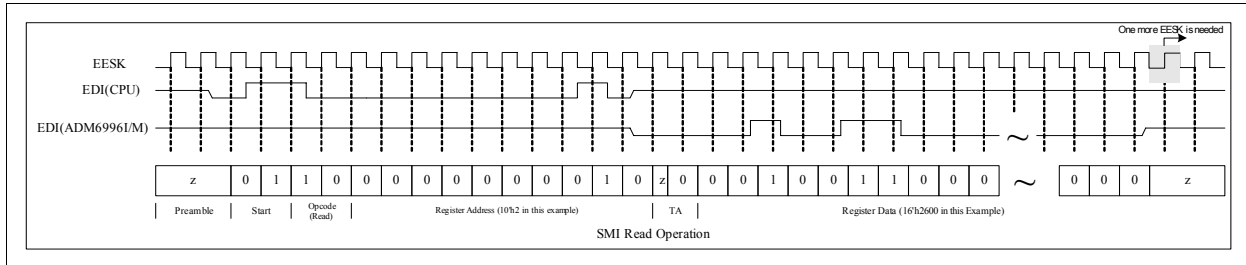 One more EESK is needed
EESK
EDI(CPU)
EDI(ADM6996I/M)
~
z 0 1 1 0 0 0 0 0 0 0 0 0 1 0 z 0 0 0 1 0 0 1 1 0 0 0 ~ 0 0 0 z
Preamble Start Opcode (Read) Register Address (10'h2 in this example) TA Register Data (16'h2600 in this Example)
SMI Read Operation